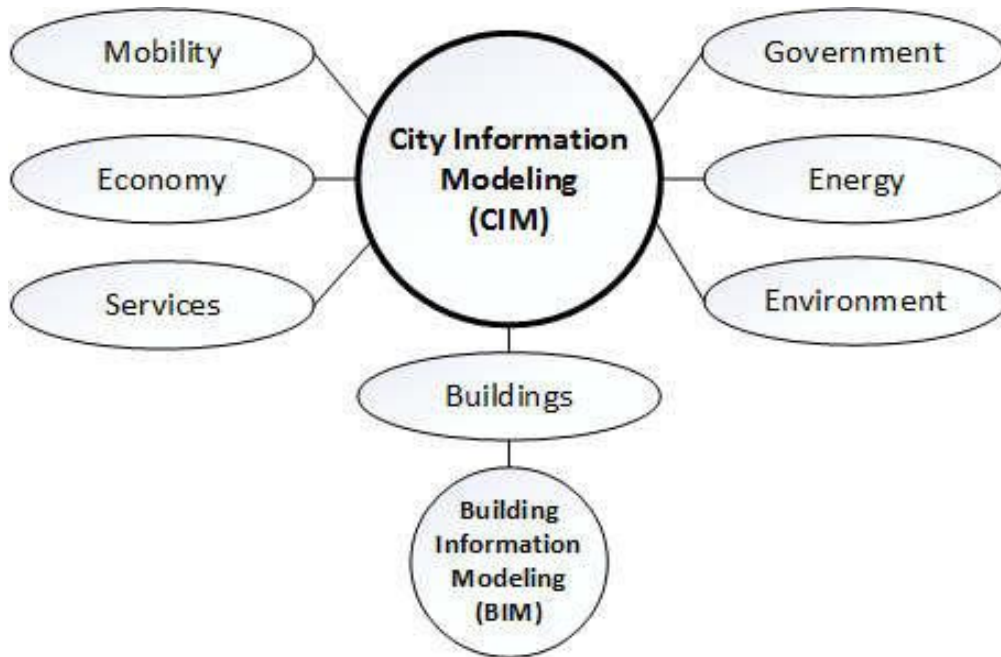 Mobility
Economy
Services
City Information
Modeling
(CIM)
Government
Energy
Environment
Buildings
Building
Information
Modeling
(BIM)